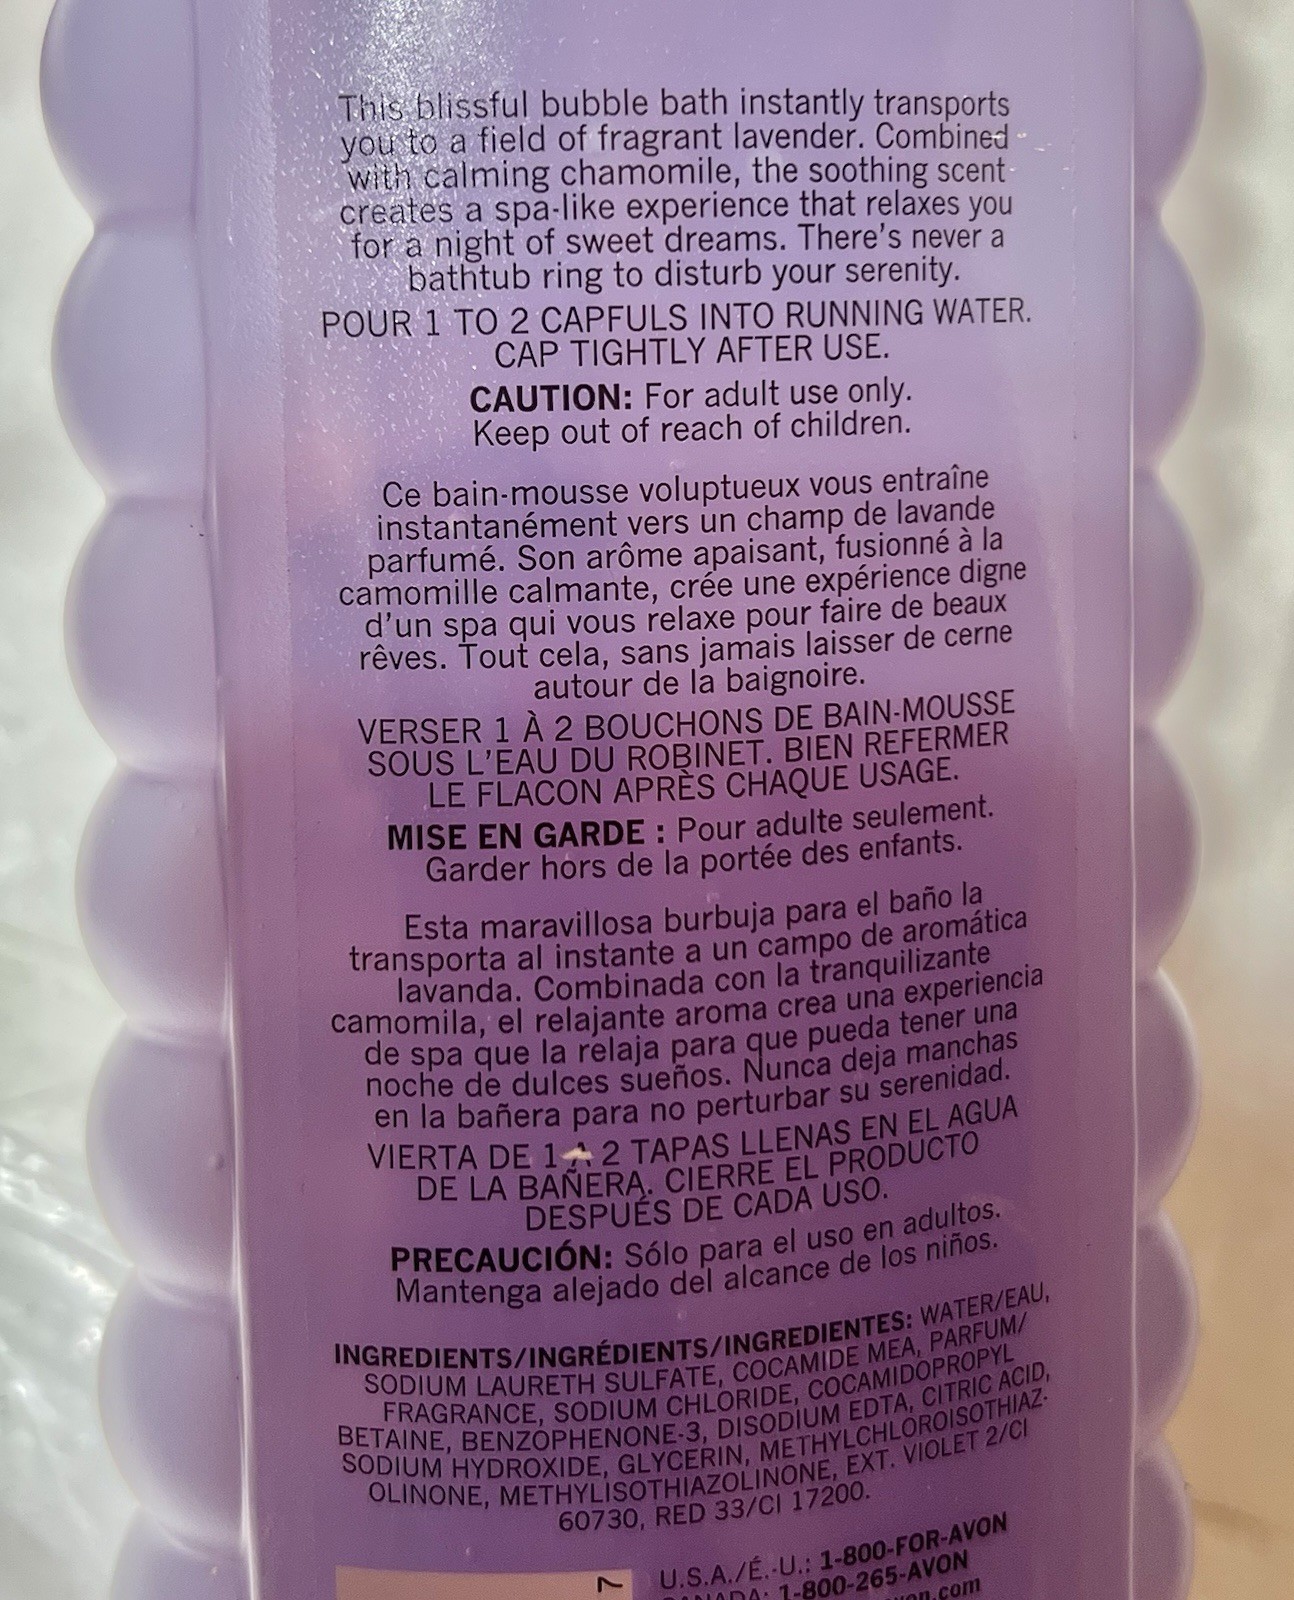 This blissful bubble bath instantly transports
you to a field of fragrant lavender. Combined
with calming chamomile, the soothing scent
creates a spa-like experience that relaxes you
for a night of sweet dreams. There's never a
bathtub ring to disturb your serenity.
POUR 1 TO 2 CAPFULS INTO RUNNING WATER.
CAP TIGHTLY AFTER USE.
CAUTION: For adult use only.
Keep out of reach of children.
Ce bain-mousse voluptueux vous entraîne
instantanément vers un champ de lavande
parfumé. Son arôme apaisant, fusionné à la
camomille calmante, crée une expérience digne
d'un spa qui vous relaxe pour faire de beaux
rêves. Tout cela, sans jamais laisser de cerne
autour de la baignoire.
VERSER 1 À 2 BOUCHONS DE BAIN-MOUSSE
SOUS L'EAU DU ROBINET. BIEN REFERMER
LE FLACON APRÈS CHAQUE USAGE.
MISE EN GARDE : Pour adulte seulement.
Garder hors de la portée des enfants.
Esta maravillosa burbuja para el baño la
transporta al instante a un campo de aromática
lavanda. Combinada con la tranquilizante
camomila, el relajante aroma crea una experiencia
de spa que la relaja para que pueda tener una
noche de dulces sueños. Nunca deja manchas
en la bañera para no perturbar su serenidad.
VIERTA DE 1 A 2 TAPAS LLENAS EN EL AGUA
DE LA BAÑERA. CIERRE EL PRODUCTO
DESPUÉS DE CADA USO.
PRECAUCIÓN: Sólo para el uso en adultos.
Mantenga alejado del alcance de los niños.
INGREDIENTS/INGRÉDIENTS/INGREDIENTES: WATER/EAU,
SODIUM LAURETH SULFATE, COCAMIDE MEA, PARFUM/
FRAGRANCE, SODIUM CHLORIDE, COCAMIDOPROPYL
BETAINE, BENZOPHENONE-3, DISODIUM EDTA, CITRIC ACID,
SODIUM HYDROXIDE, GLYCERIN, METHYLCHLOROISOTHIAZ-
OLINONE, METHYLISOTHIAZOLINONE, EXT. VIOLET 2/CI
60730, RED 33/CI 17200.
U.S.A./É.-U.: 1-800-FOR-AVON
CANADA: 1-800-265-AVON